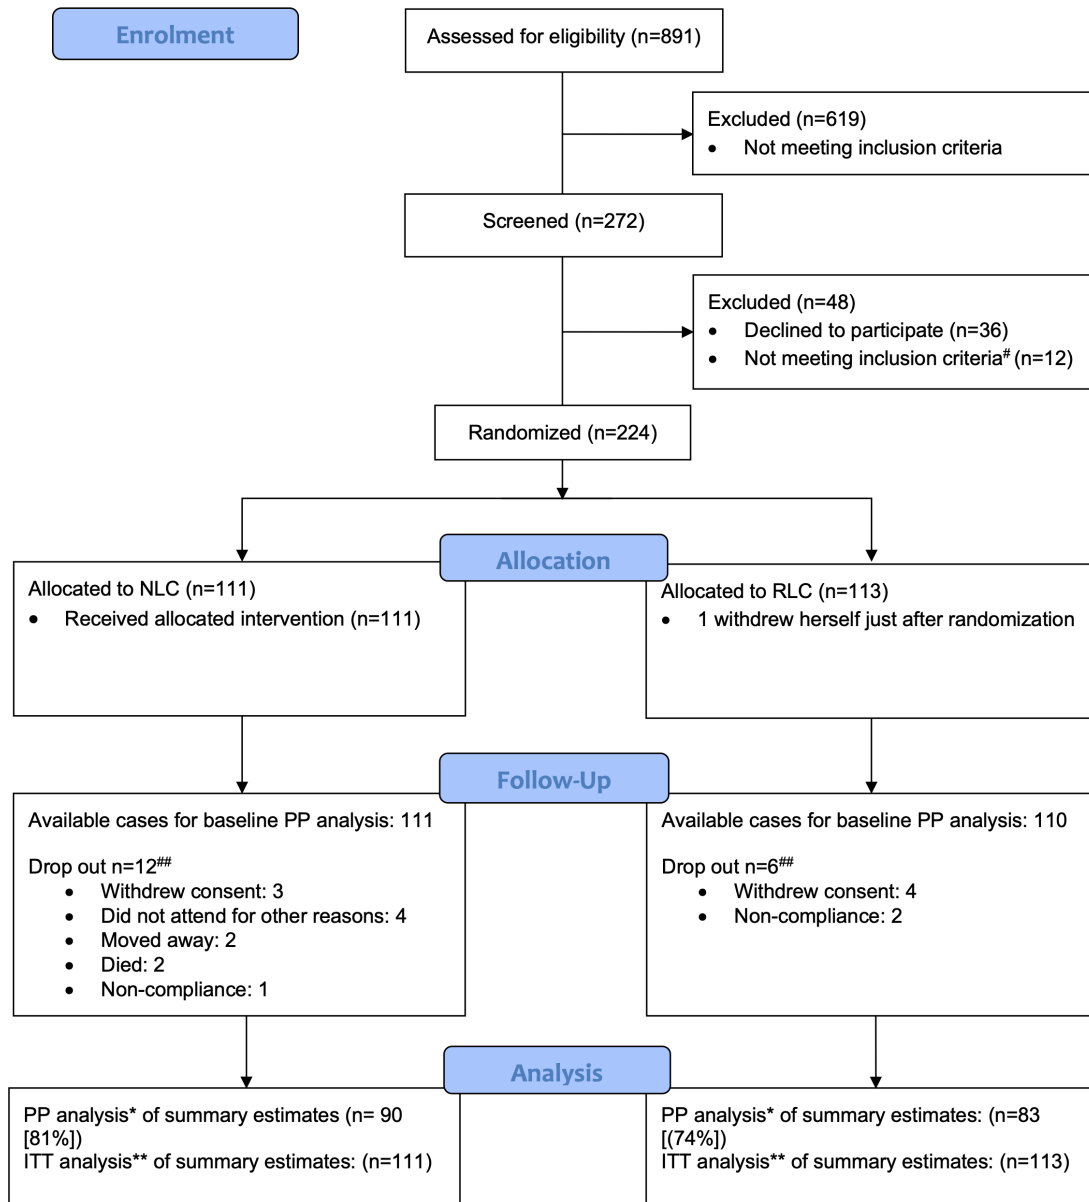 Enrolment
Assessed for eligibility (n=891)
Excluded (n=619)
• Not meeting inclusion criteria
Screened (n=272)
Excluded (n=48)
• Declined to participate (n=36)
• Not meeting inclusion criteria# (n=12)
Randomized (n=224)
Allocation
Allocated to NLC (n=111)
• Received allocated intervention (n=111)
Allocated to RLC (n=113)
• 1 withdrew herself just after randomization
Follow-Up
Available cases for baseline PP analysis: 111
Drop out n=12##
• Withdrew consent: 3
• Did not attend for other reasons: 4
• Moved away: 2
• Died: 2
• Non-compliance: 1
Available cases for baseline PP analysis: 110
Drop out n=6##
• Withdrew consent: 4
• Non-compliance: 2
Analysis
PP analysis* of summary estimates (n= 90
[81%])
ITT analysis** of summary estimates: (n=111)
PP analysis* of summary estimates: (n=83
[(74%])
ITT analysis** of summary estimates: (n=113)